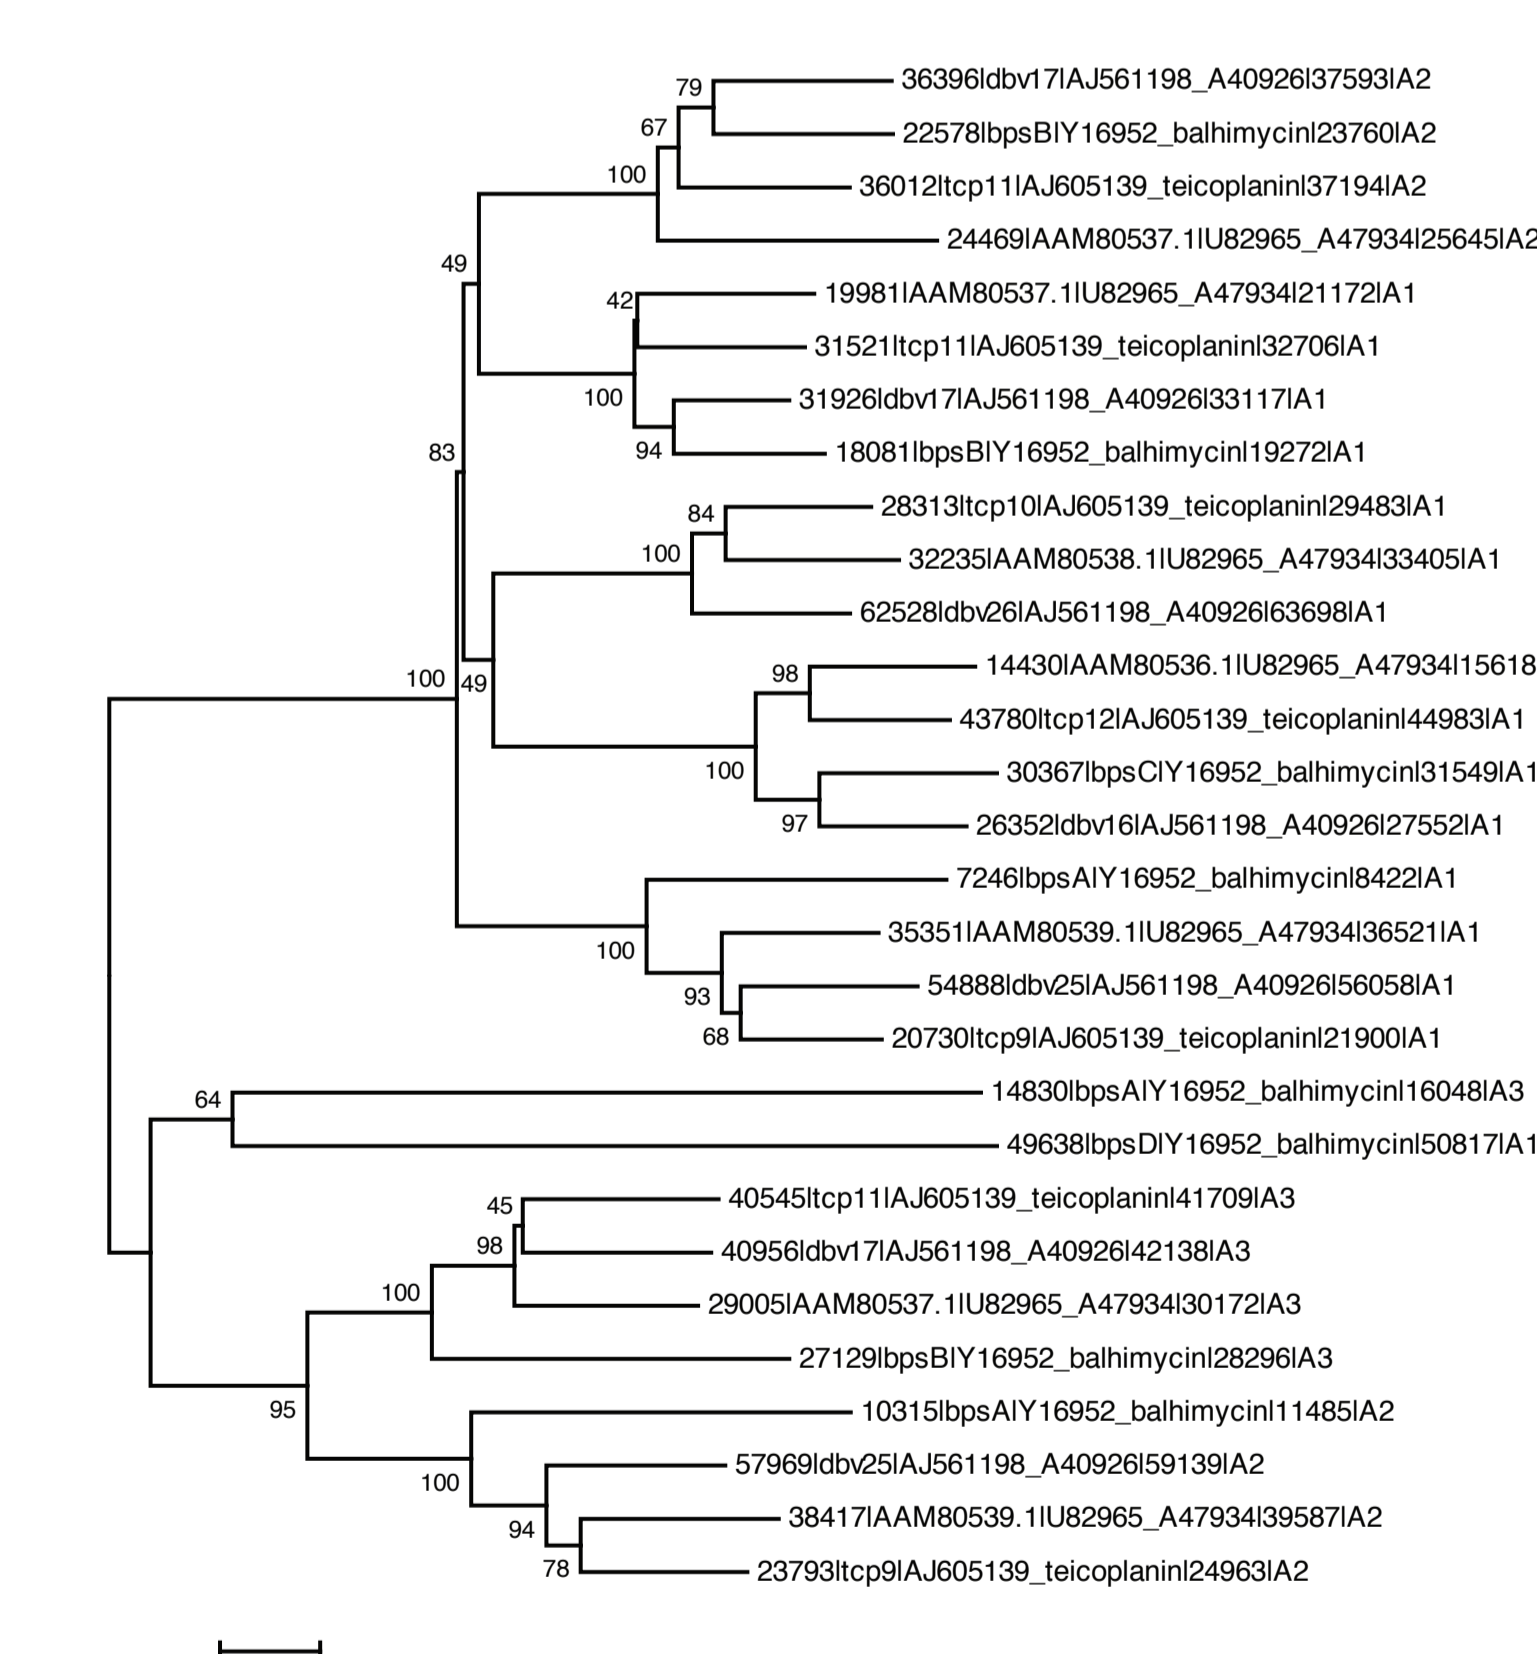 79
36396|dbv17|AJ561198_A40926|37593|A2
67
22578|bpsB|Y16952_balhimycin|23760|A2
100
36012|tcp11|AJ605139_teicoplanin|37194|A2
24469|AAM80537.1|U82965_A47934|25645|A2
49
42
19981|AAM80537.1|U82965_A47934|21172|A1
31521|tcp11|AJ605139_teicoplanin|32706|A1
100
31926|dbv17|AJ561198_A40926|33117|A1
83
94
18081|bpsB|Y16952_balhimycin|19272|A1
84
28313|tcp10|AJ605139_teicoplanin|29483|A1
100
32235|AAM80538.1|U82965_A47934|33405|A1
62528|dbv26|AJ561198_A40926|63698|A1
100
49
98
14430|AAM80536.1|U82965_A47934|15618
43780|tcp12|AJ605139_teicoplanin|44983|A1
100
30367|bpsC|Y16952_balhimycin|31549|A1
97
26352|dbv16|AJ561198_A40926|27552|A1
7246|bpsA|Y16952_balhimycin|8422|A1
100
35351|AAM80539.1|U82965_A47934|36521|A1
93
54888|dbv25|AJ561198_A40926|56058|A1
68
20730|tcp9|AJ605139_teicoplanin|21900|A1
64
14830|bpsA|Y16952_balhimycin|16048|A3
49638|bpsD|Y16952_balhimycin|50817|A1
45
40545|tcp11|AJ605139_teicoplanin|41709|A3
98
40956|dbv17|AJ561198_A40926|42138|A3
100
29005|AAM80537.1|U82965_A47934|30172|A3
27129|bpsB|Y16952_balhimycin|28296|A3
95
10315|bpsA|Y16952_balhimycin|11485|A2
100
57969|dbv25|AJ561198_A40926|59139|A2
94
38417|AAM80539.1|U82965_A47934|39587|A2
78
23793|tcp9|AJ605139_teicoplanin|24963|A2